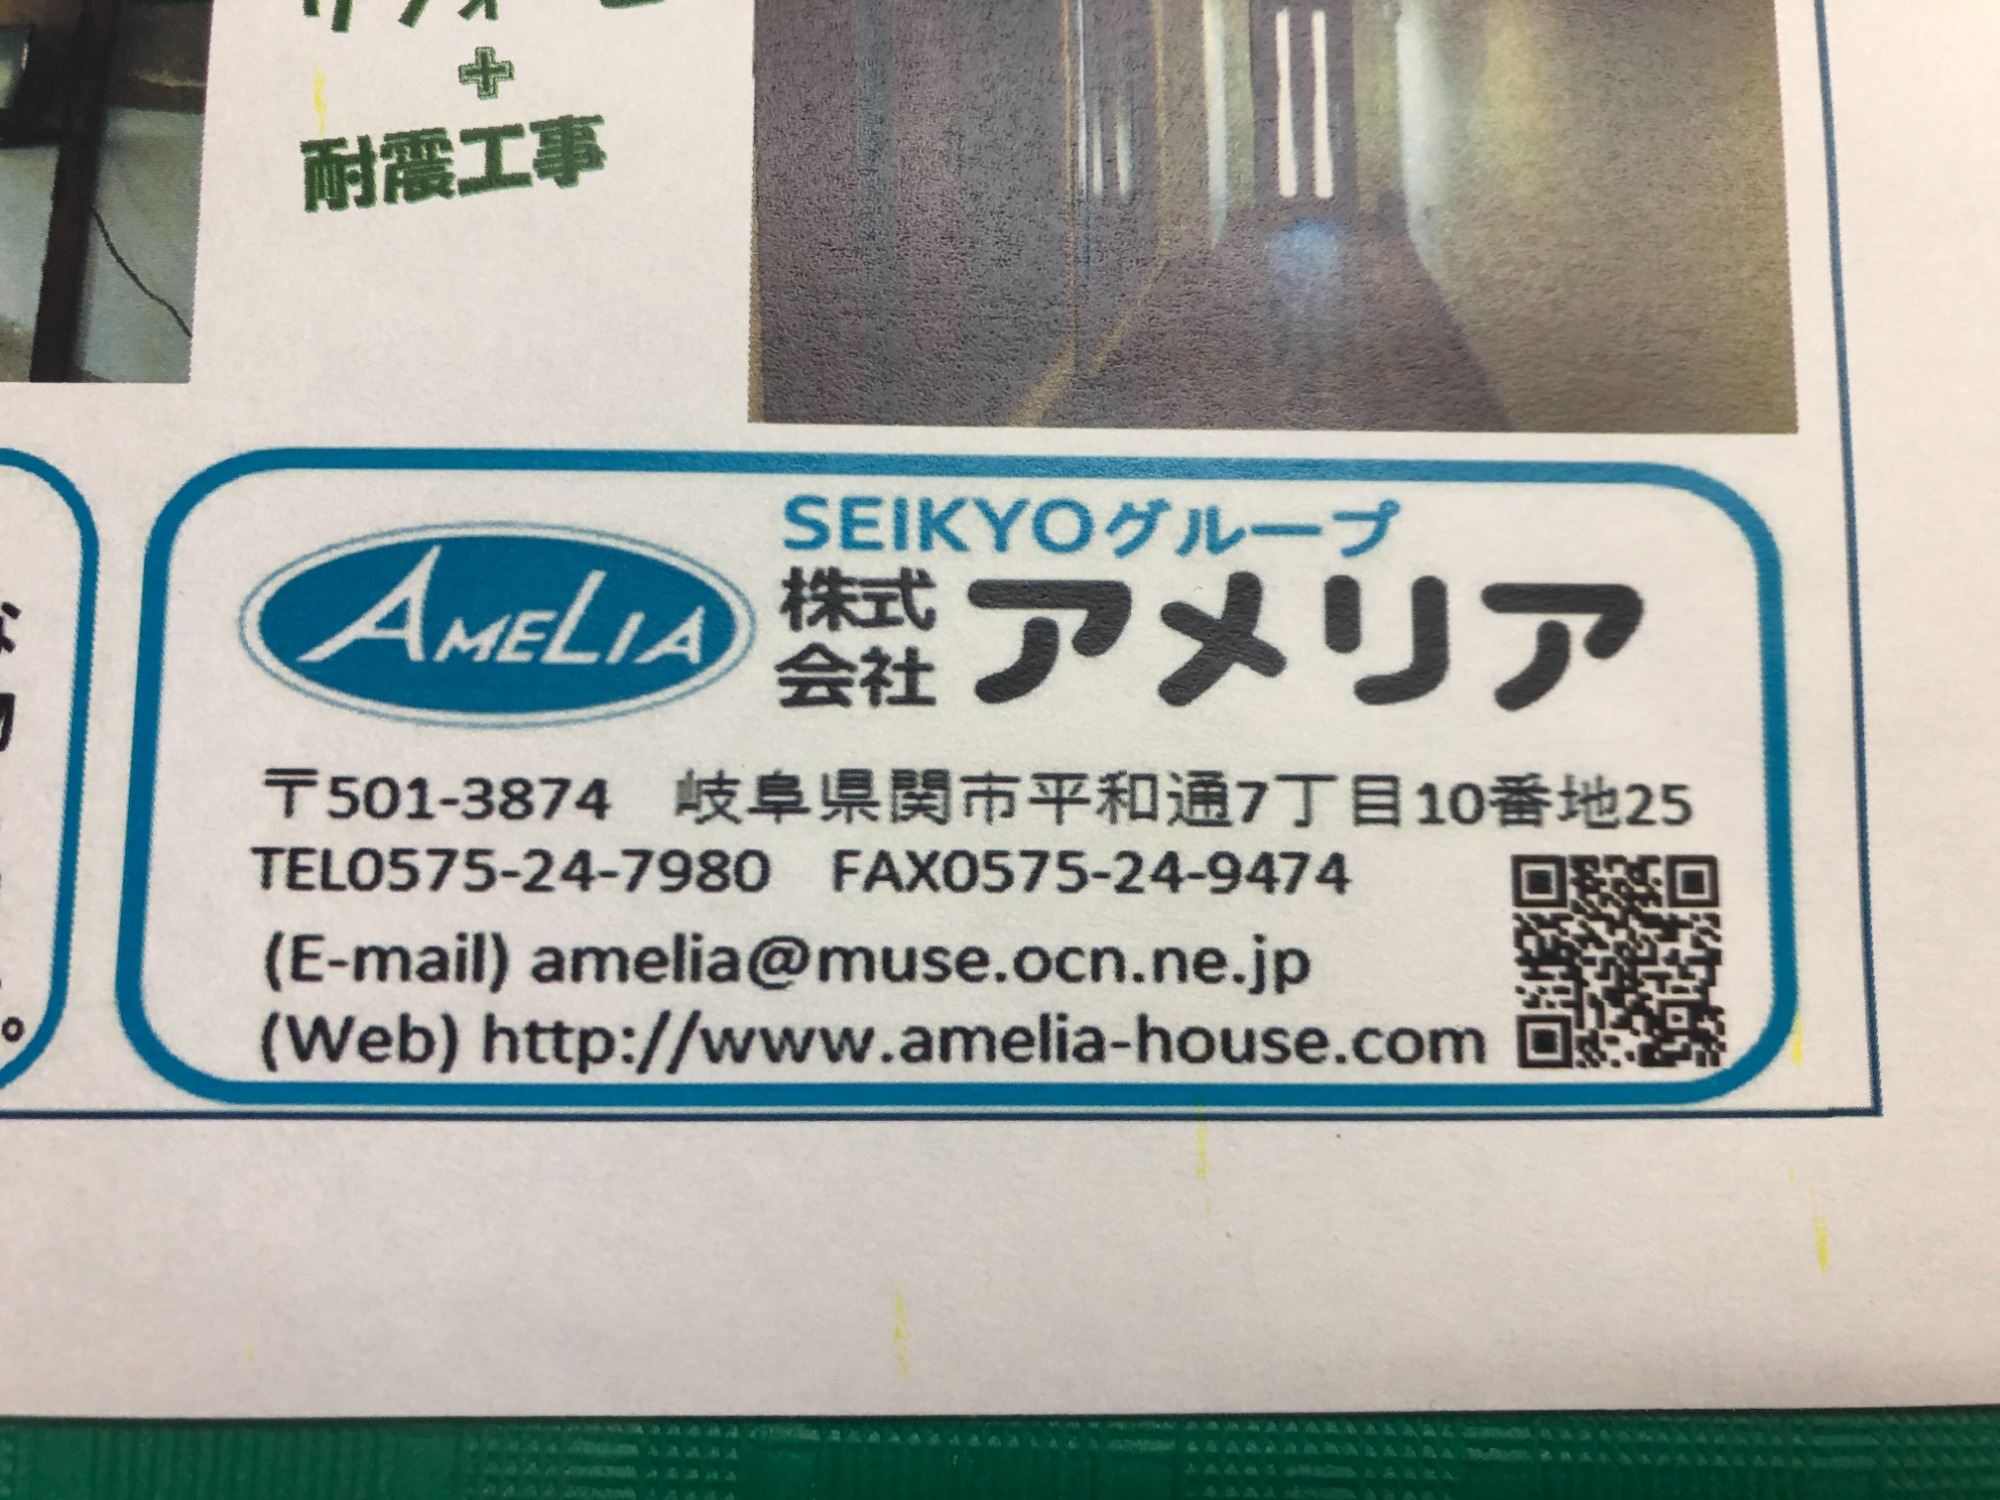 +
耐震工事
AMELIA
SEIKYOグループ
株式会社 アメリア
〒501-3874 岐阜県関市平和通7丁目10番地25
TEL0575-24-7980 FAX0575-24-9474
(E-mail) amelia@muse.ocn.ne.jp
(Web) http://www.amelia-house.com